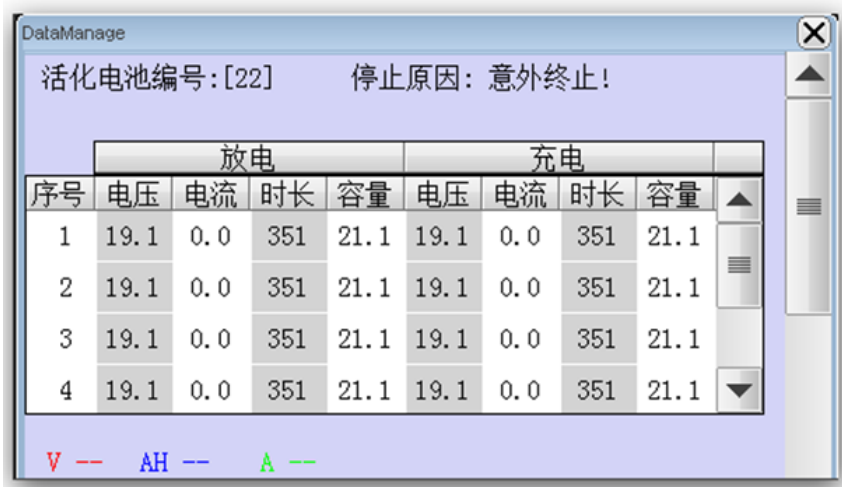 DataManage
活化电池编号:[22] 停止原因: 意外终止!
放电 充电
序号 电压 电流 时长 容量 电压 电流 时长 容量
1 19.1 0.0 351 21.1 19.1 0.0 351 21.1
2 19.1 0.0 351 21.1 19.1 0.0 351 21.1
3 19.1 0.0 351 21.1 19.1 0.0 351 21.1
4 19.1 0.0 351 21.1 19.1 0.0 351 21.1
V -- AH -- A --